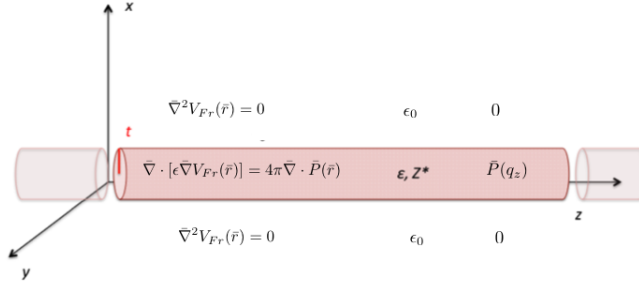 x
∇̄²V_{Fr}(r̄) = 0 ϵ₀ 0
t
∇̄ · [ϵ∇̄V_{Fr}(r̄)] = 4π∇̄ · P̄(r̄) ε, Z* P̄(q_z)
z
∇̄²V_{Fr}(r̄) = 0 ϵ₀ 0
y